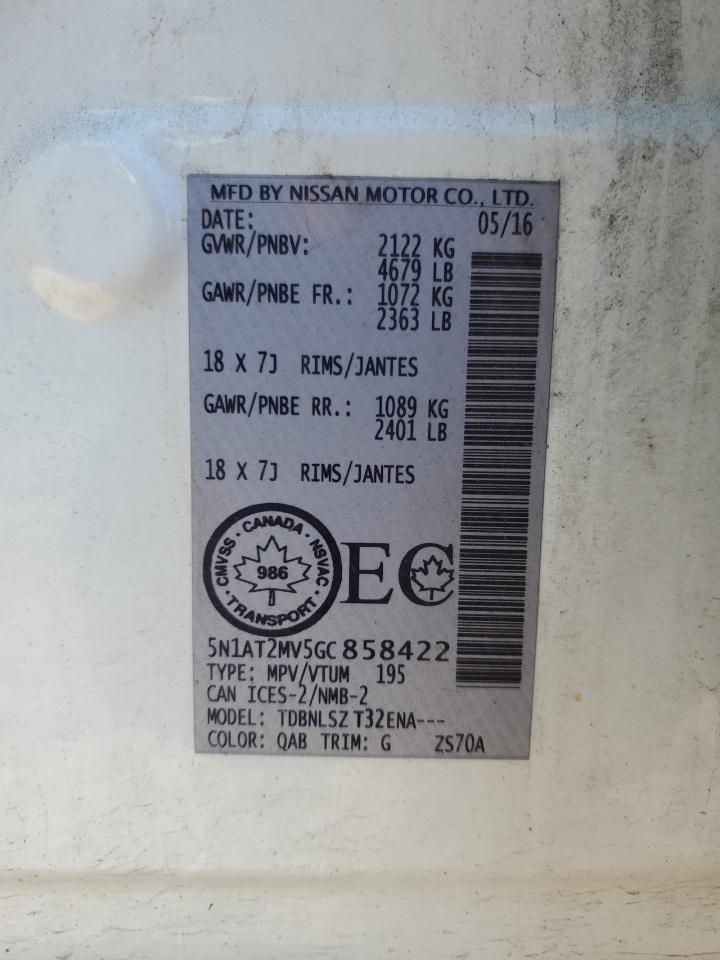 MFD BY NISSAN MOTOR CO., LTD.
DATE: 05/16
GVWR/PNBV: 2122 KG
4679 LB
GAWR/PNBE FR.: 1072 KG
2363 LB
18 X 7J RIMS/JANTES
GAWR/PNBE RR.: 1089 KG
2401 LB
18 X 7J RIMS/JANTES
CMVSS · CANADA · NSVAC · TRANSPORT ·
986
EC
5N1AT2MV5GC858422
TYPE: MPV/VTUM 195
CAN ICES-2/NMB-2
MODEL: TDBNLSZ T32ENA---
COLOR: QAB TRIM: G ZS70A